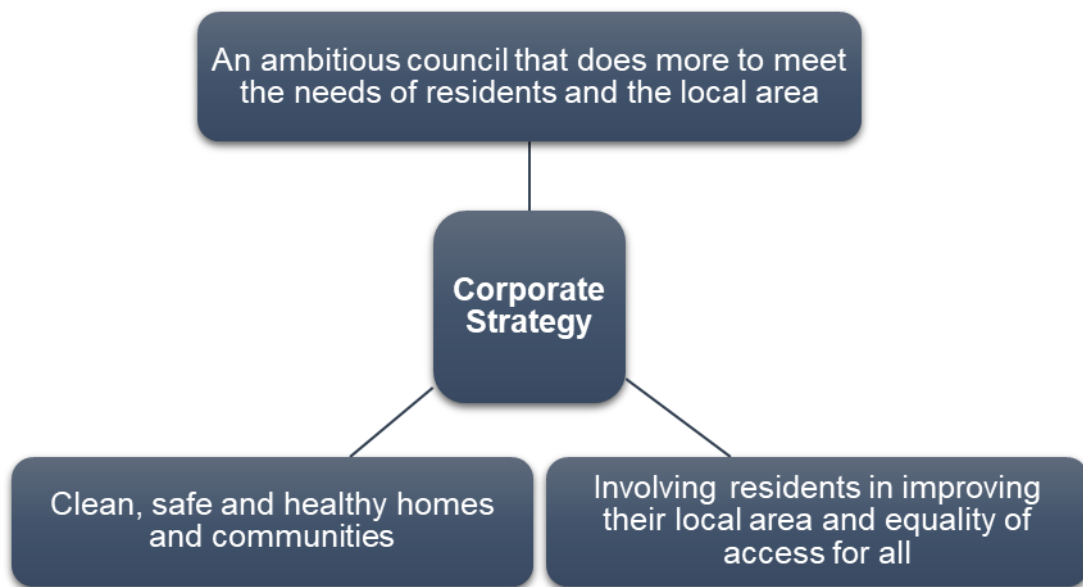 An ambitious council that does more to meet
the needs of residents and the local area
Corporate
Strategy
Clean, safe and healthy homes
and communities
Involving residents in improving
their local area and equality of
access for all